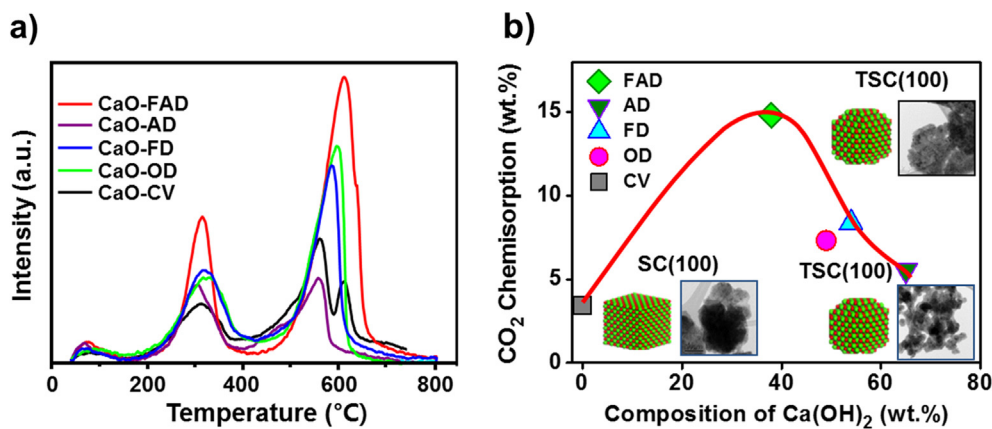 a)
Intensity (a.u.)
CaO-FAD
CaO-AD
CaO-FD
CaO-OD
CaO-CV
0 200 400 600 800
Temperature (°C)
b)
CO2 Chemisorption (wt.%)
15
10
5
0
FAD
AD
FD
OD
CV
TSC(100)
SC(100)
TSC(100)
0 20 40 60 80
Composition of Ca(OH)2 (wt.%)